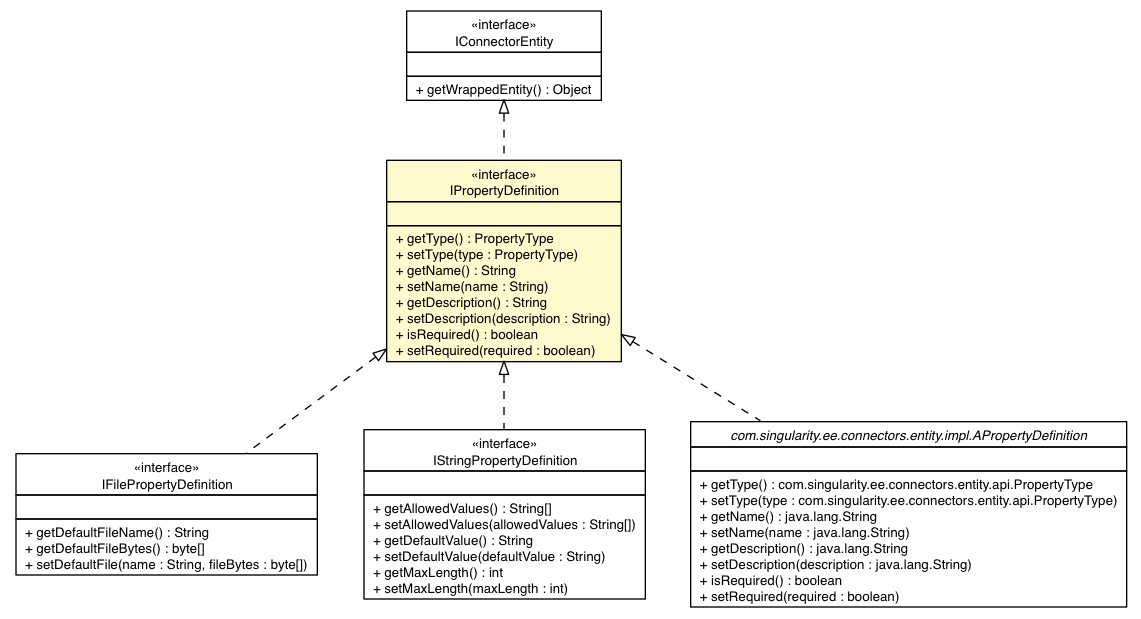 «interface»
IConnectorEntity
+ getWrappedEntity() : Object
«interface»
IPropertyDefinition
+ getType() : PropertyType
+ setType(type : PropertyType)
+ getName() : String
+ setName(name : String)
+ getDescription() : String
+ setDescription(description : String)
+ isRequired() : boolean
+ setRequired(required : boolean)
«interface»
IFilePropertyDefinition
+ getDefaultFileName() : String
+ getDefaultFileBytes() : byte[]
+ setDefaultFile(name : String, fileBytes : byte[])
«interface»
IStringPropertyDefinition
+ getAllowedValues() : String[]
+ setAllowedValues(allowedValues : String[])
+ getDefaultValue() : String
+ setDefaultValue(defaultValue : String)
+ getMaxLength() : int
+ setMaxLength(maxLength : int)
com.singularity.ee.connectors.entity.impl.APropertyDefinition
+ getType() : com.singularity.ee.connectors.entity.api.PropertyType
+ setType(type : com.singularity.ee.connectors.entity.api.PropertyType)
+ getName() : java.lang.String
+ setName(name : java.lang.String)
+ getDescription() : java.lang.String
+ setDescription(description : java.lang.String)
+ isRequired() : boolean
+ setRequired(required : boolean)